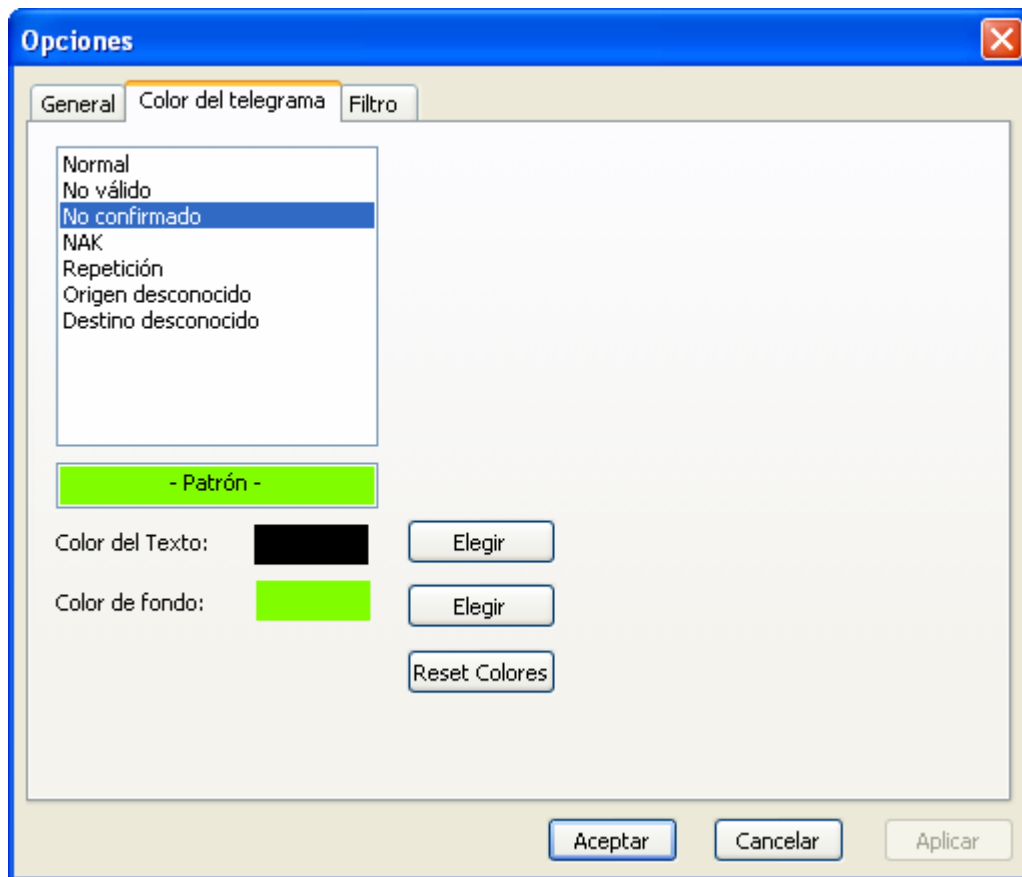 Opciones
General Color del telegrama Filtro
Normal
No válido
No confirmado
NAK
Repetición
Origen desconocido
Destino desconocido
- Patrón -
Color del Texto: Elegir
Color de fondo: Elegir
Reset Colores
Aceptar Cancelar Aplicar